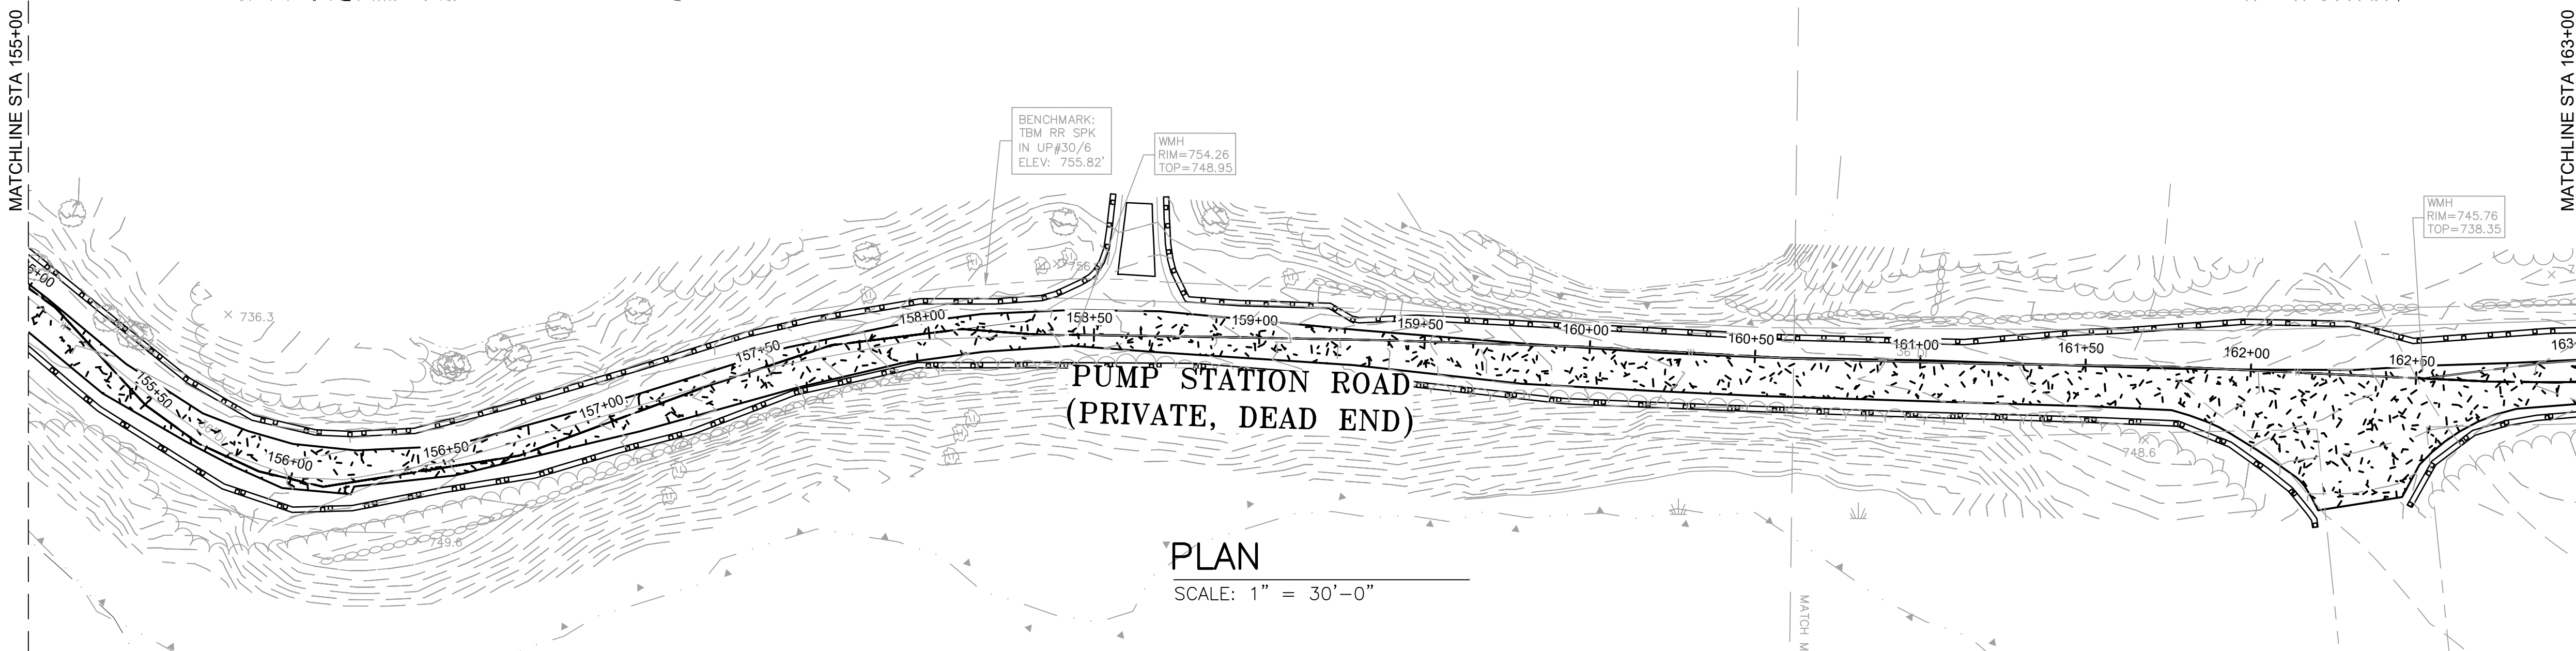 MATCHLINE STA 155+00
MATCHLINE STA 163+00
BENCHMARK:
TBM RR SPK
IN UP#30/6
ELEV: 755.82'
WMH
RIM=754.26
TOP=748.95
WMH
RIM=745.76
TOP=738.35
736.3
5+00
155+50
156+00
156+50
157+00
157+50
158+00
158+50
159+00
159+50
160+00
160+50
161+00
161+50
162+00
162+50
163+
PUMP STATION ROAD
(PRIVATE, DEAD END)
748.6
749.6
PLAN
SCALE: 1" = 30'-0"
MATCH M